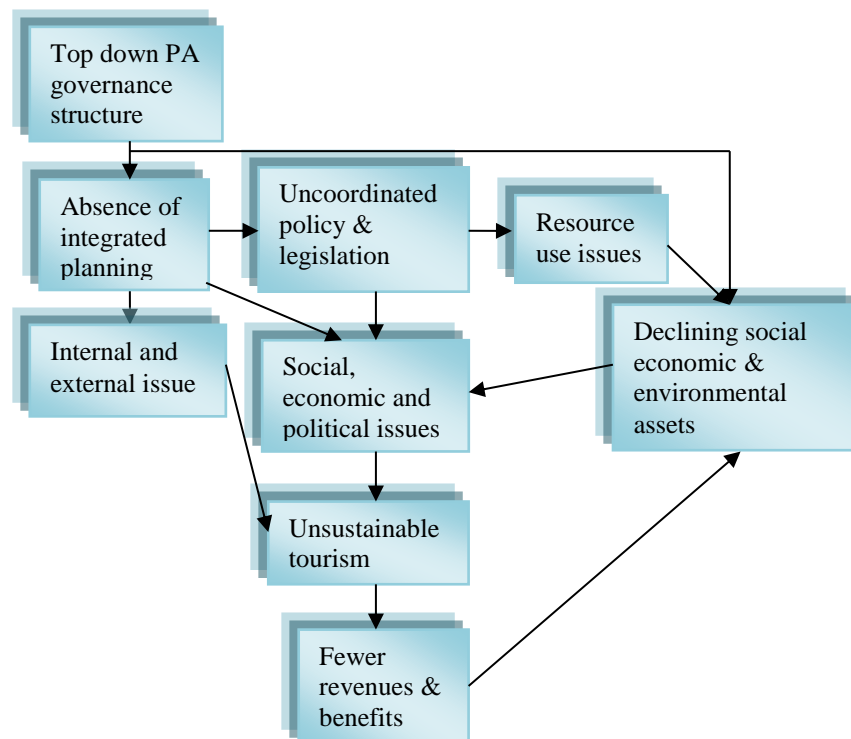 Top down PA
governance
structure
Absence of
integrated
planning
Uncoordinated
policy &
legislation
Resource
use issues
Internal and
external issue
Social,
economic and
political issues
Declining social
economic &
environmental
assets
Unsustainable
tourism
Fewer
revenues &
benefits